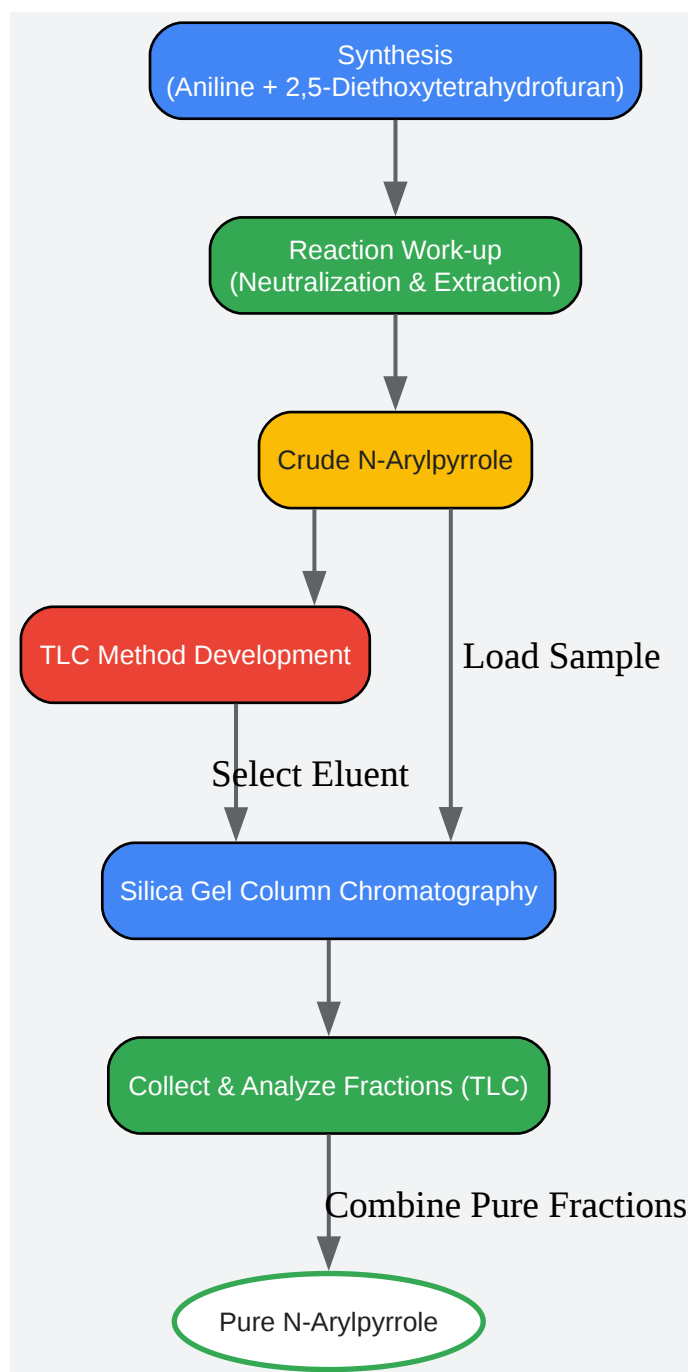 Synthesis
(Aniline + 2,5-Diethoxytetrahydrofuran)
Reaction Work-up
(Neutralization & Extraction)
Crude N-Arylpyrrole
TLC Method Development
Load Sample
Select Eluent
Silica Gel Column Chromatography
Collect & Analyze Fractions (TLC)
Combine Pure Fractions
Pure N-Arylpyrrole